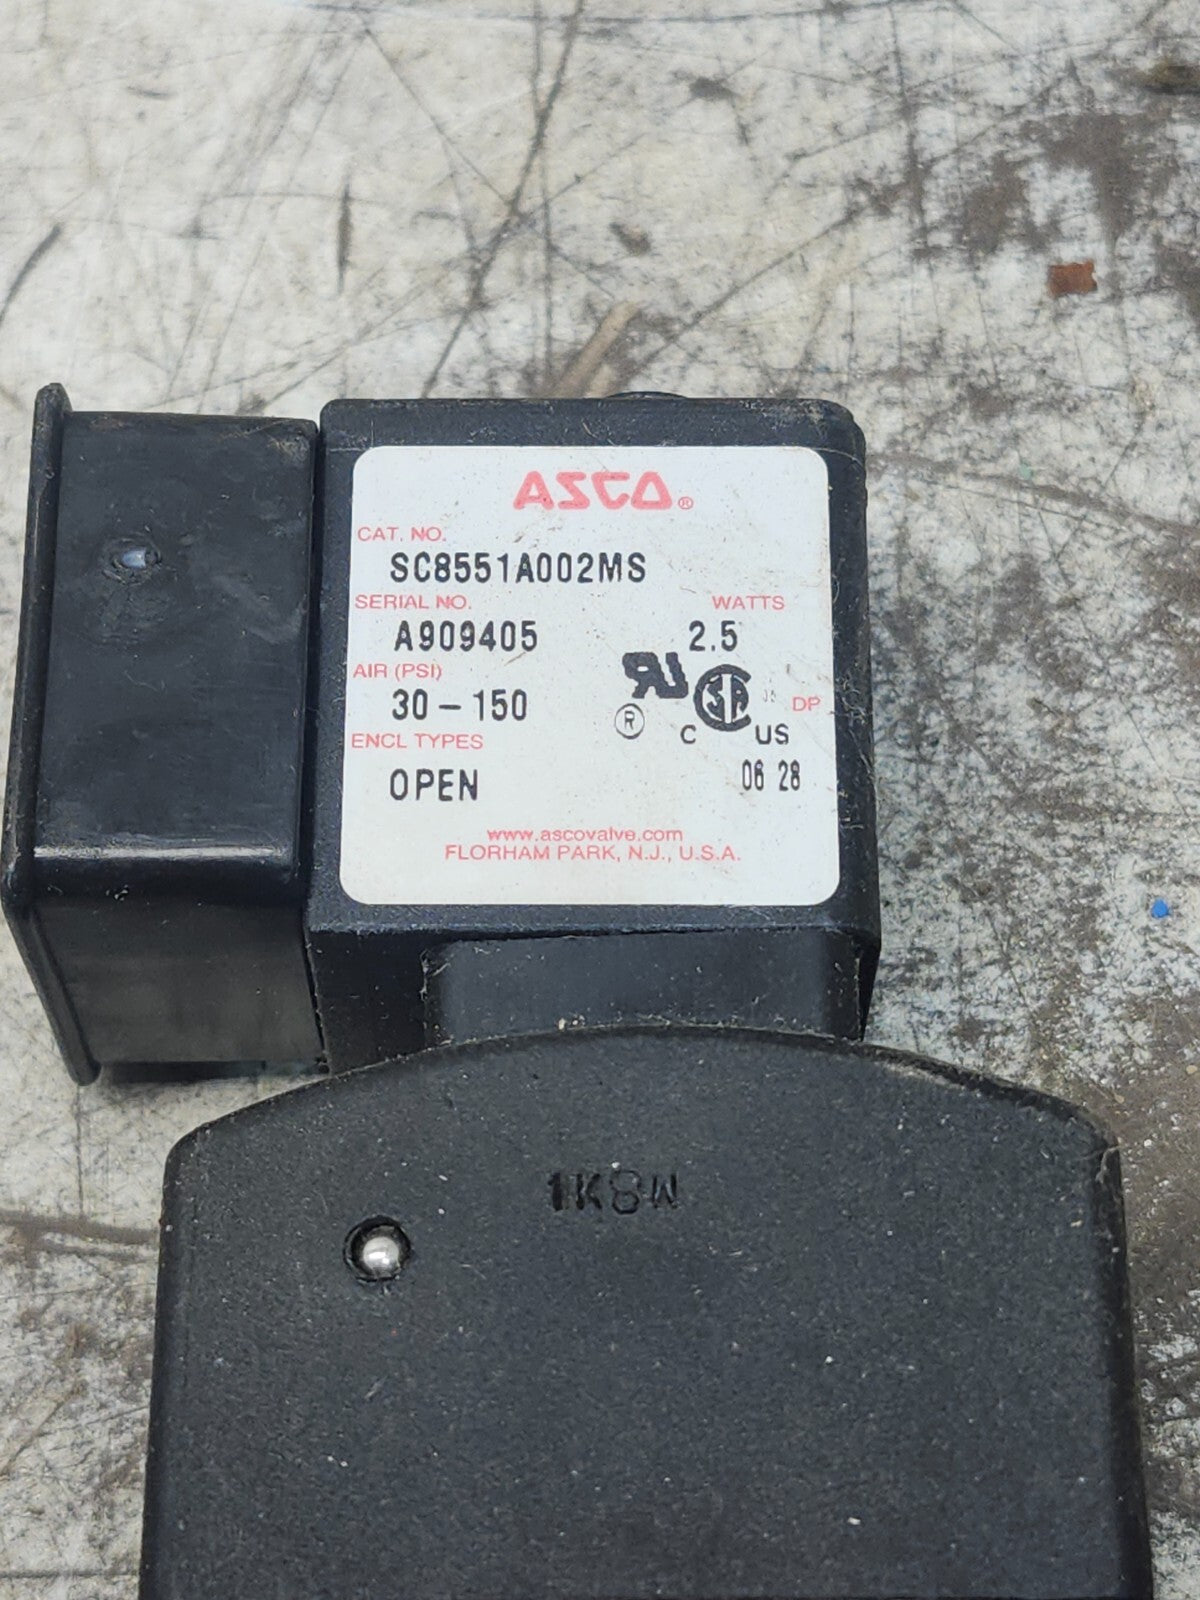 ASCO®
CAT. NO.
SC8551A002MS
SERIAL NO. WATTS
A909405 2.5
AIR (PSI)
30-150 DP
ENCL TYPES ® C US
OPEN 06 28
www.ascovalve.com
FLORHAM PARK, N.J., U.S.A.
1K8W